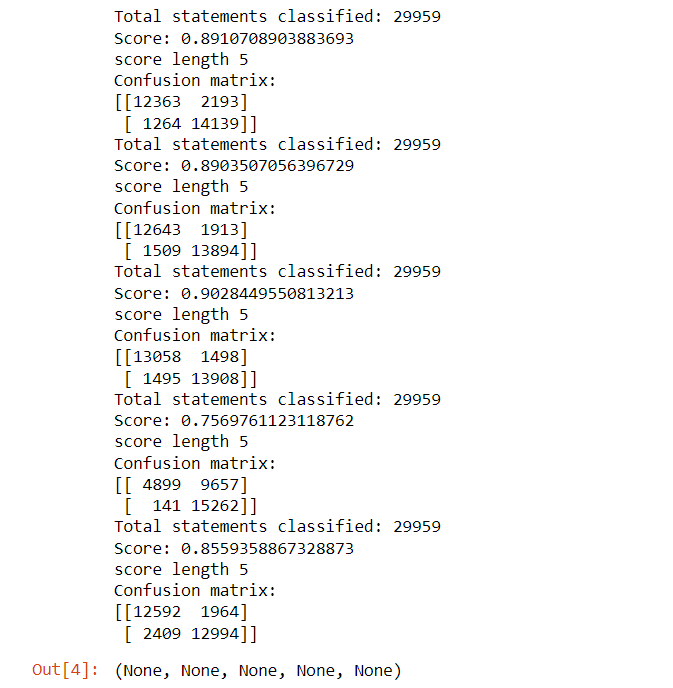 Total statements classified: 29959
Score: 0.8910708903883693
score length 5
Confusion matrix:
[[12363  2193]
 [ 1264 14139]]
Total statements classified: 29959
Score: 0.8903507056396729
score length 5
Confusion matrix:
[[12643  1913]
 [ 1509 13894]]
Total statements classified: 29959
Score: 0.9028449550813213
score length 5
Confusion matrix:
[[13058  1498]
 [ 1495 13908]]
Total statements classified: 29959
Score: 0.7569761123118762
score length 5
Confusion matrix:
[[ 4899  9657]
 [  141 15262]]
Total statements classified: 29959
Score: 0.8559358867328873
score length 5
Confusion matrix:
[[12592  1964]
 [ 2409 12994]]
Out[4]: (None, None, None, None, None)